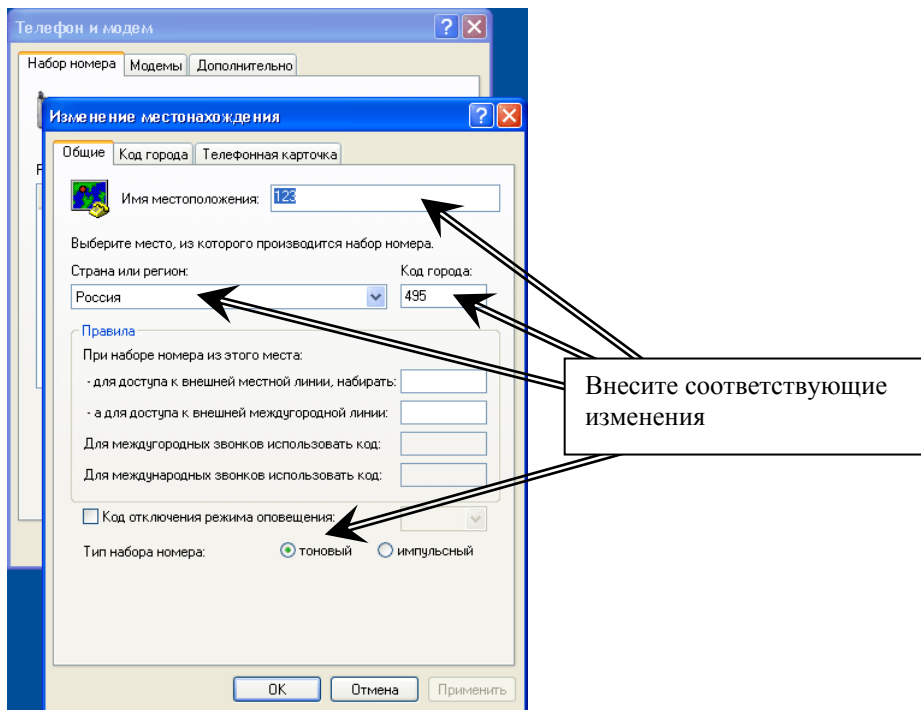 Телефон и модем
Набор номера Модемы Дополнительно
Изменение местонахождения
Общие Код города Телефонная карточка
Имя местоположения: 123
Выберите место, из которого производится набор номера.
Страна или регион: Код города:
Россия 495
Правила
При наборе номера из этого места:
- для доступа к внешней местной линии, набирать:
- а для доступа к внешней междугородной линии:
Для междугородных звонков использовать код:
Для международных звонков использовать код:
Код отключения режима оповещения:
Тип набора номера: тоновый импульсный
OK Отмена Применить
Внесите соответствующие
изменения